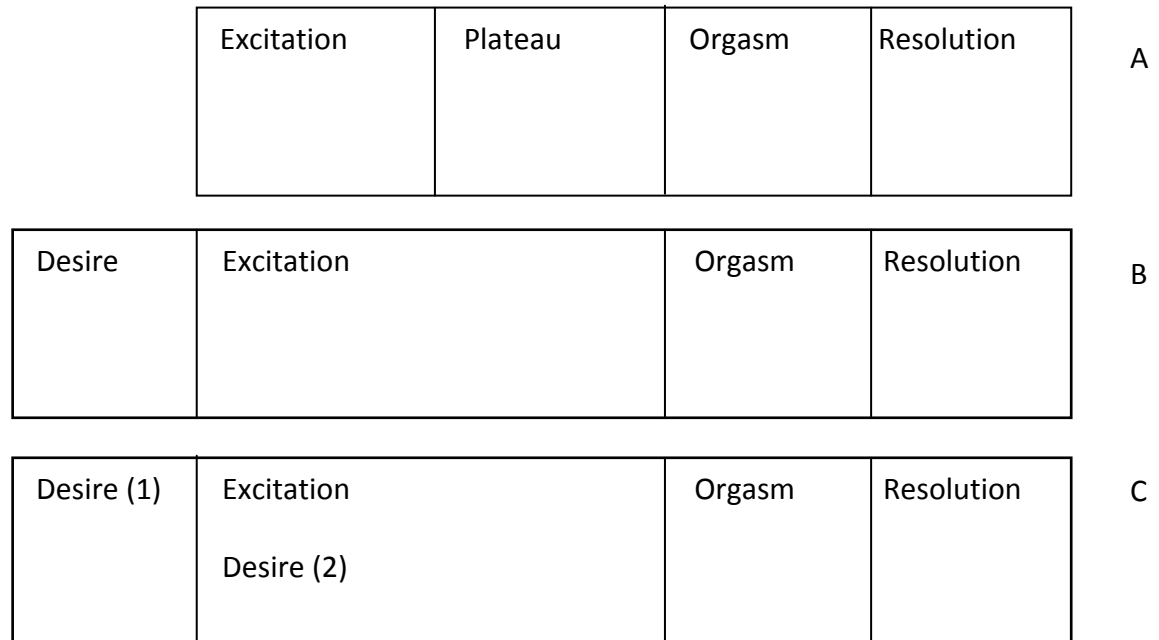 Excitation Plateau Orgasm Resolution A
Desire Excitation Orgasm Resolution B
Desire (1) Excitation Orgasm Resolution C
Desire (2)